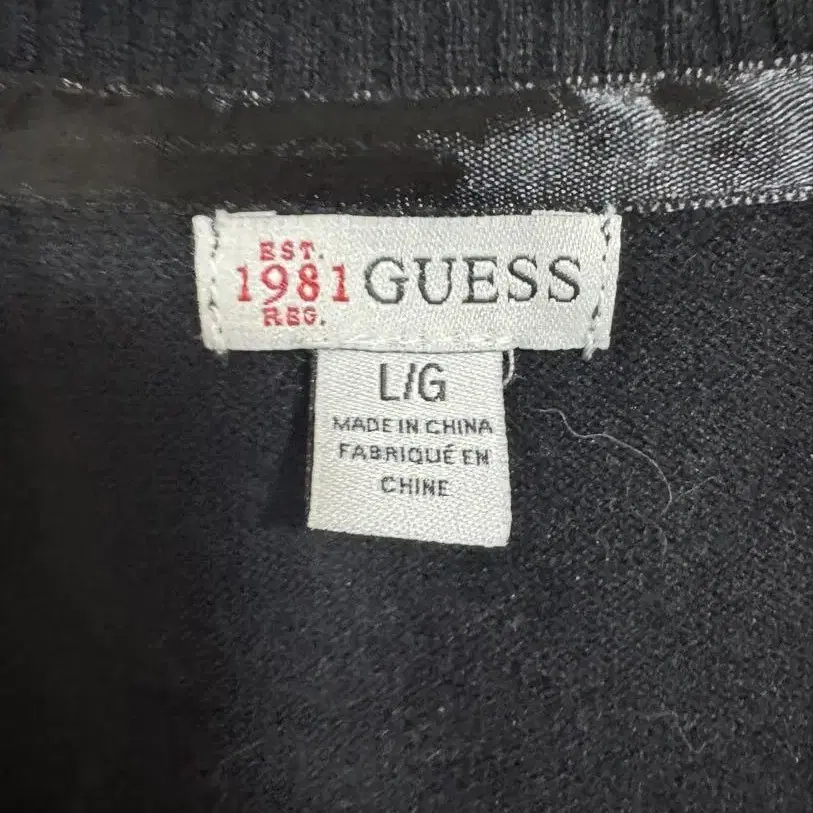 EST.
1981 GUESS
REG.
L/G
MADE IN CHINA
FABRIQUÉ EN
CHINE